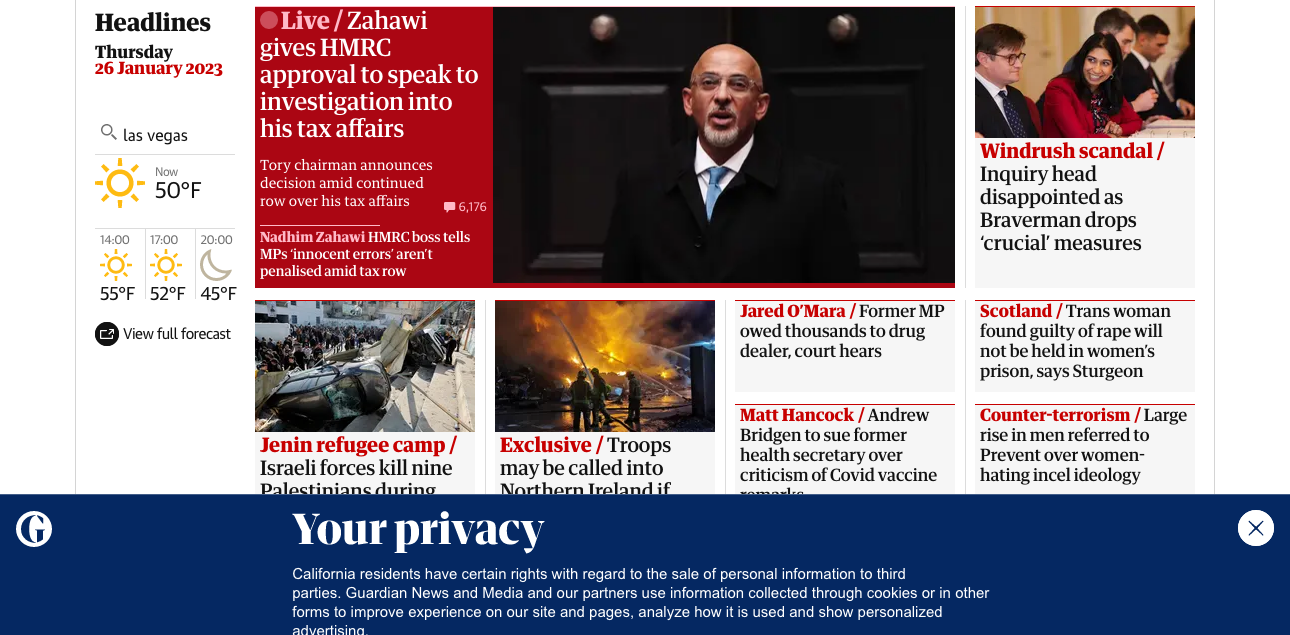 Headlines
Thursday
26 January 2023
las vegas
Now
50°F
14:00
17:00
20:00
55°F
52°F
45°F
View full forecast
Live / Zahawi
gives HMRC
approval to speak to
investigation into
his tax affairs
Tory chairman announces
decision amid continued
row over his tax affairs
6,176
Nadhim Zahawi HMRC boss tells
MPs ‘innocent errors’ aren’t
penalised amid tax row
Windrush scandal /
Inquiry head
disappointed as
Braverman drops
‘crucial’ measures
Jenin refugee camp /
Israeli forces kill nine
Palestinians during
Exclusive / Troops
may be called into
Northern Ireland if
Jared O’Mara / Former MP
owed thousands to drug
dealer, court hears
Matt Hancock / Andrew
Bridgen to sue former
health secretary over
criticism of Covid vaccine
remarks
Scotland / Trans woman
found guilty of rape will
not be held in women’s
prison, says Sturgeon
Counter-terrorism / Large
rise in men referred to
Prevent over women-
hating incel ideology
G
Your privacy
California residents have certain rights with regard to the sale of personal information to third
parties. Guardian News and Media and our partners use information collected through cookies or in other
forms to improve experience on our site and pages, analyze how it is used and show personalized
advertising.